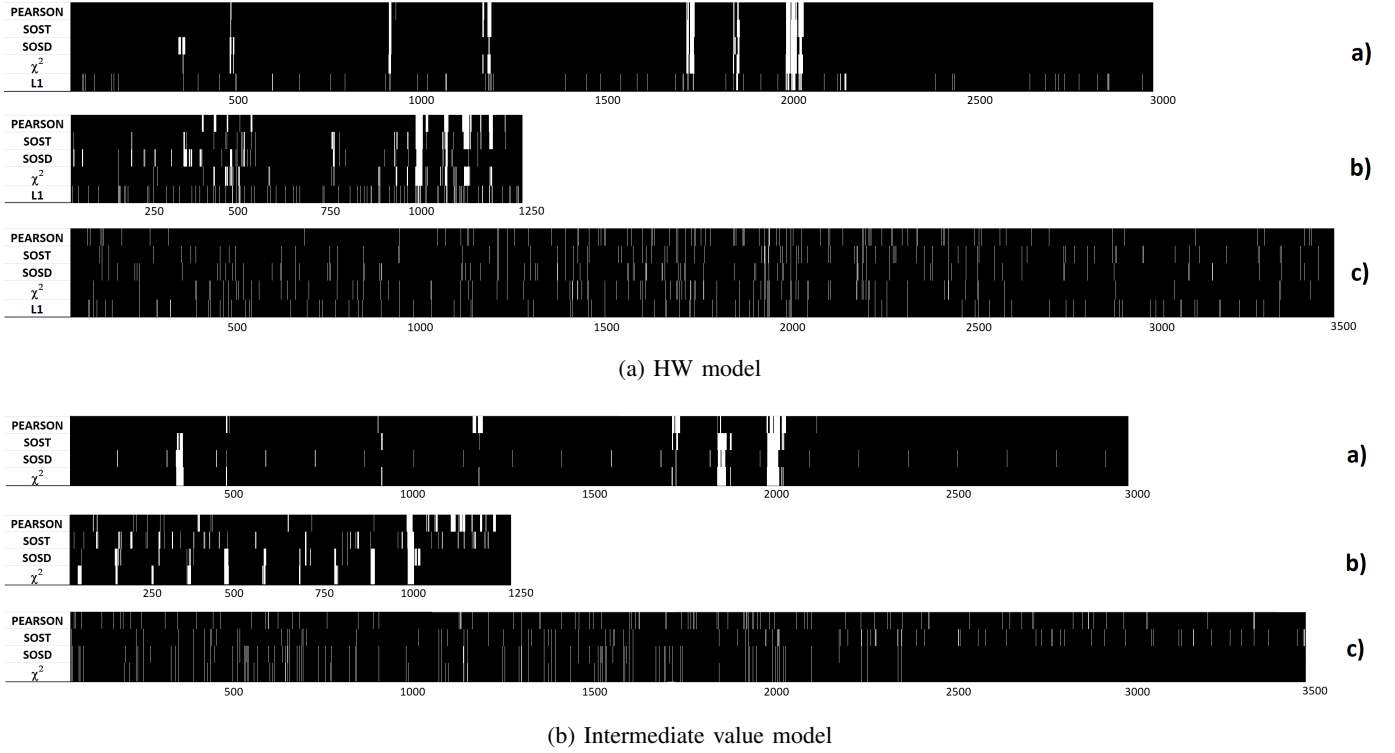 PEARSON
SOST
SOSD
χ²
L1
a)
500 1000 1500 2000 2500 3000
PEARSON
SOST
SOSD
χ²
L1
b)
250 500 750 1000 1250
PEARSON
SOST
SOSD
χ²
L1
c)
500 1000 1500 2000 2500 3000 3500
(a) HW model
PEARSON
SOST
SOSD
χ²
a)
500 1000 1500 2000 2500 3000
PEARSON
SOST
SOSD
χ²
b)
250 500 750 1000 1250
PEARSON
SOST
SOSD
χ²
c)
500 1000 1500 2000 2500 3000 3500
(b) Intermediate value model